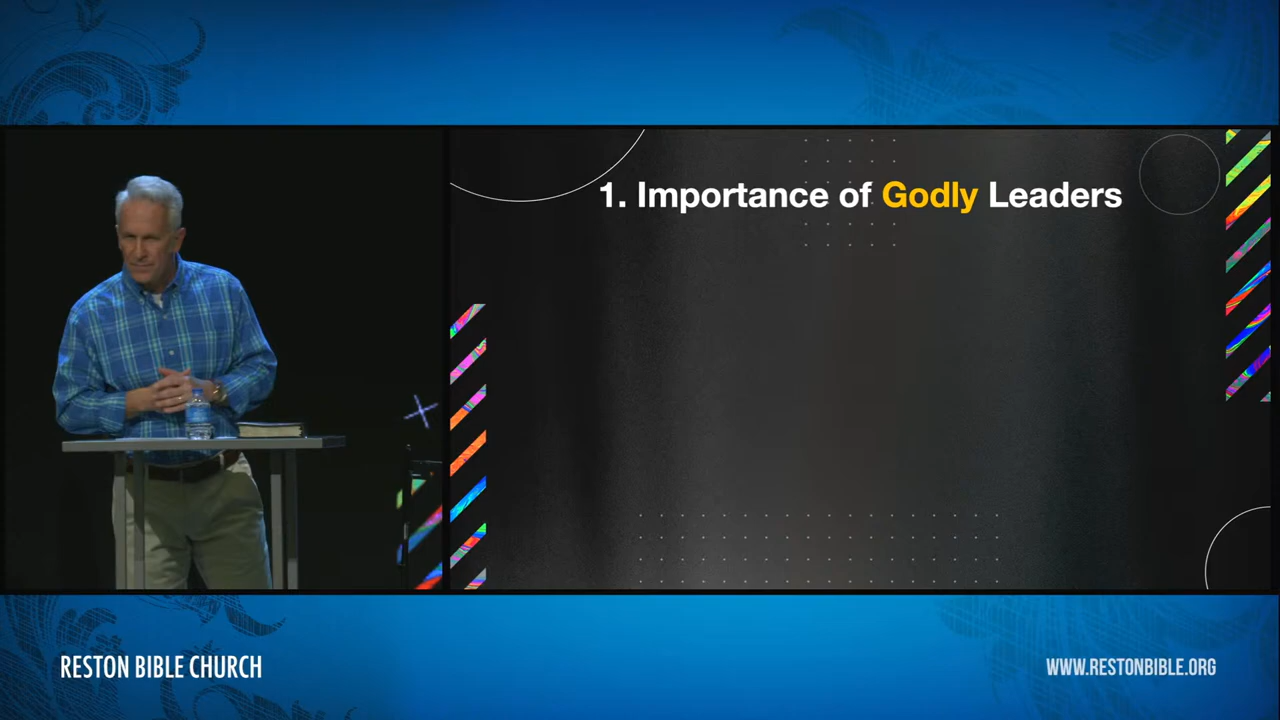 1. Importance of Godly Leaders
RESTON BIBLE CHURCH
WWW.RESTONBIBLE.ORG